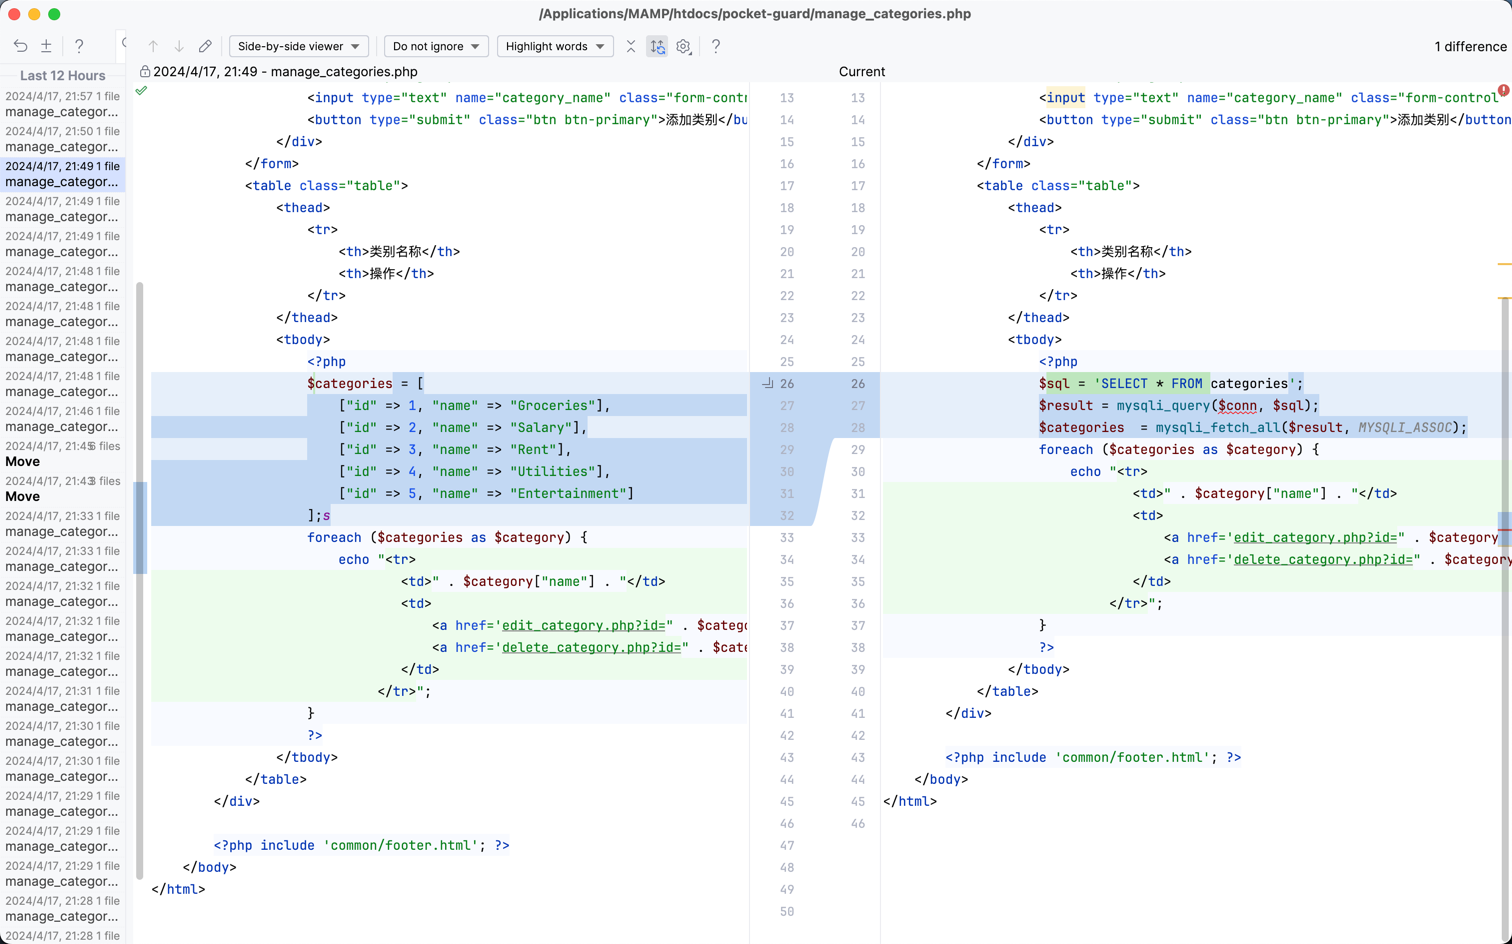 /Applications/MAMP/htdocs/pocket-guard/manage_categories.php
Side-by-side viewer
Do not ignore
Highlight words
?
?
1 difference
Last 12 Hours
2024/4/17, 21:57 1 file
manage_categor...
2024/4/17, 21:50 1 file
manage_categor...
2024/4/17, 21:49 1 file
manage_categor...
2024/4/17, 21:49 1 file
manage_categor...
2024/4/17, 21:49 1 file
manage_categor...
2024/4/17, 21:48 1 file
manage_categor...
2024/4/17, 21:48 1 file
manage_categor...
2024/4/17, 21:48 1 file
manage_categor...
2024/4/17, 21:48 1 file
manage_categor...
2024/4/17, 21:46 1 file
manage_categor...
2024/4/17, 21:45 6 files
Move
2024/4/17, 21:43 3 files
Move
2024/4/17, 21:33 1 file
manage_categor...
2024/4/17, 21:33 1 file
manage_categor...
2024/4/17, 21:32 1 file
manage_categor...
2024/4/17, 21:32 1 file
manage_categor...
2024/4/17, 21:32 1 file
manage_categor...
2024/4/17, 21:31 1 file
manage_categor...
2024/4/17, 21:30 1 file
manage_categor...
2024/4/17, 21:30 1 file
manage_categor...
2024/4/17, 21:29 1 file
manage_categor...
2024/4/17, 21:29 1 file
manage_categor...
2024/4/17, 21:29 1 file
manage_categor...
2024/4/17, 21:28 1 file
manage_categor...
2024/4/17, 21:28 1 file
2024/4/17, 21:49 - manage_categories.php
<input type="text" name="category_name" class="form-contr
<button type="submit" class="btn btn-primary">添加类别</bu
</div>
</form>
<table class="table">
<thead>
<tr>
<th>类别名称</th>
<th>操作</th>
</tr>
</thead>
<tbody>
<?php
$categories = [
["id" => 1, "name" => "Groceries"],
["id" => 2, "name" => "Salary"],
["id" => 3, "name" => "Rent"],
["id" => 4, "name" => "Utilities"],
["id" => 5, "name" => "Entertainment"]
];s
foreach ($categories as $category) {
echo "<tr>
<td>" . $category["name"] . "</td>
<td>
<a href='edit_category.php?id=" . $categ
<a href='delete_category.php?id=" . $cate
</td>
</tr>";
}
?>
</tbody>
</table>
</div>
<?php include 'common/footer.html'; ?>
</body>
</html>
13 13
14 14
15 15
16 16
17 17
18 18
19 19
20 20
21 21
22 22
23 23
24 24
25 25
26 26
27 27
28 28
29 29
30 30
31 31
32 32
33 33
34 34
35 35
36 36
37 37
38 38
39 39
40 40
41 41
42 42
43 43
44 44
45 45
46 46
47
48
49
50
Current
<input type="text" name="category_name" class="form-control"
<button type="submit" class="btn btn-primary">添加类别</button
</div>
</form>
<table class="table">
<thead>
<tr>
<th>类别名称</th>
<th>操作</th>
</tr>
</thead>
<tbody>
<?php
$sql = 'SELECT * FROM categories';
$result = mysqli_query($conn, $sql);
$categories  = mysqli_fetch_all($result, MYSQLI_ASSOC);
foreach ($categories as $category) {
echo "<tr>
<td>" . $category["name"] . "</td>
<td>
<a href='edit_category.php?id=" . $category
<a href='delete_category.php?id=" . $category
</td>
</tr>";
}
?>
</tbody>
</table>
</div>
<?php include 'common/footer.html'; ?>
</body>
</html>